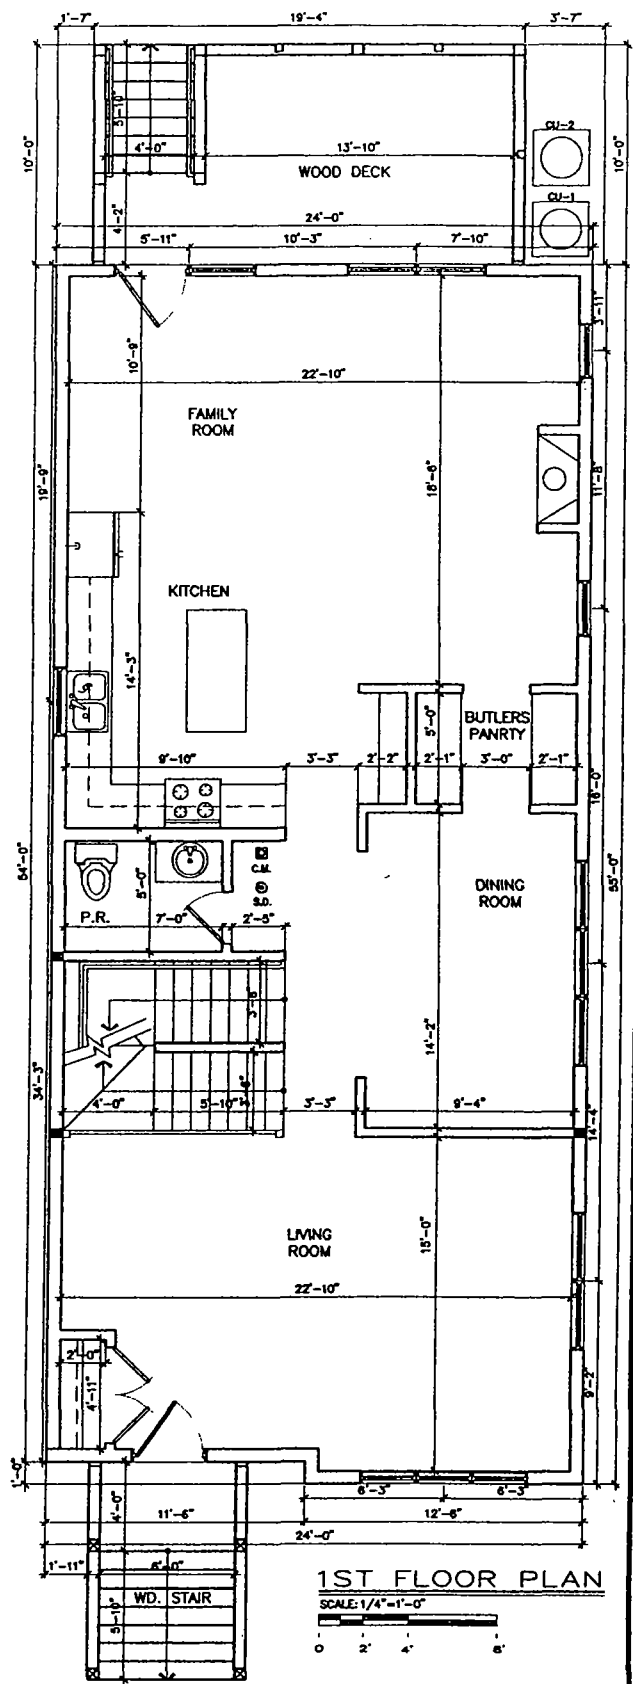 1'-7"
19'-4"
3'-7"
10'-0"
5'-10"
4'-0"
13'-10"
WOOD DECK
CU-2
CU-1
10'-0"
4'-2"
24'-0"
5'-11"
10'-3"
7'-10"
3'-11"
10'-9"
22'-10"
FAMILY
ROOM
19'-9"
18'-6"
11'-8"
KITCHEN
14'-3"
BUTLERS
PANRTY
5'-0"
9'-10"
3'-3"
2'-2"
2'-1"
3'-0"
2'-1"
16'-0"
54'-0"
55'-0"
C.M.
S.D.
5'-0"
P.R.
7'-0"
2'-5"
DINING
ROOM
3'-6"
14'-2"
34'-3"
4'-0"
5'-10"
3'-3"
9'-4"
14'-4"
LIVING
ROOM
15'-0"
22'-10"
2'-0"
4'-11"
9'-2"
1'-0"
4'-0"
6'-3"
6'-3"
11'-6"
12'-6"
24'-0"
1'-11"
6'-0"
WD. STAIR
5'-10"
1ST FLOOR PLAN
SCALE: 1/4"=1'-0"
0 2' 4' 8'